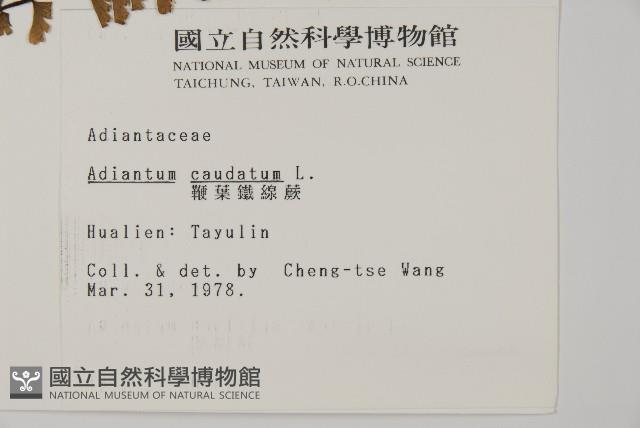 國立自然科學博物館
NATIONAL MUSEUM OF NATURAL SCIENCE
TAICHUNG, TAIWAN, R.O.CHINA
Adiantaceae
Adiantum caudatum L.
鞭葉鐵線蕨
Hualien: Tayulin
Coll. & det. by Cheng-tse Wang
Mar. 31, 1978.
國立自然科學博物館
NATIONAL MUSEUM OF NATURAL SCIENCE